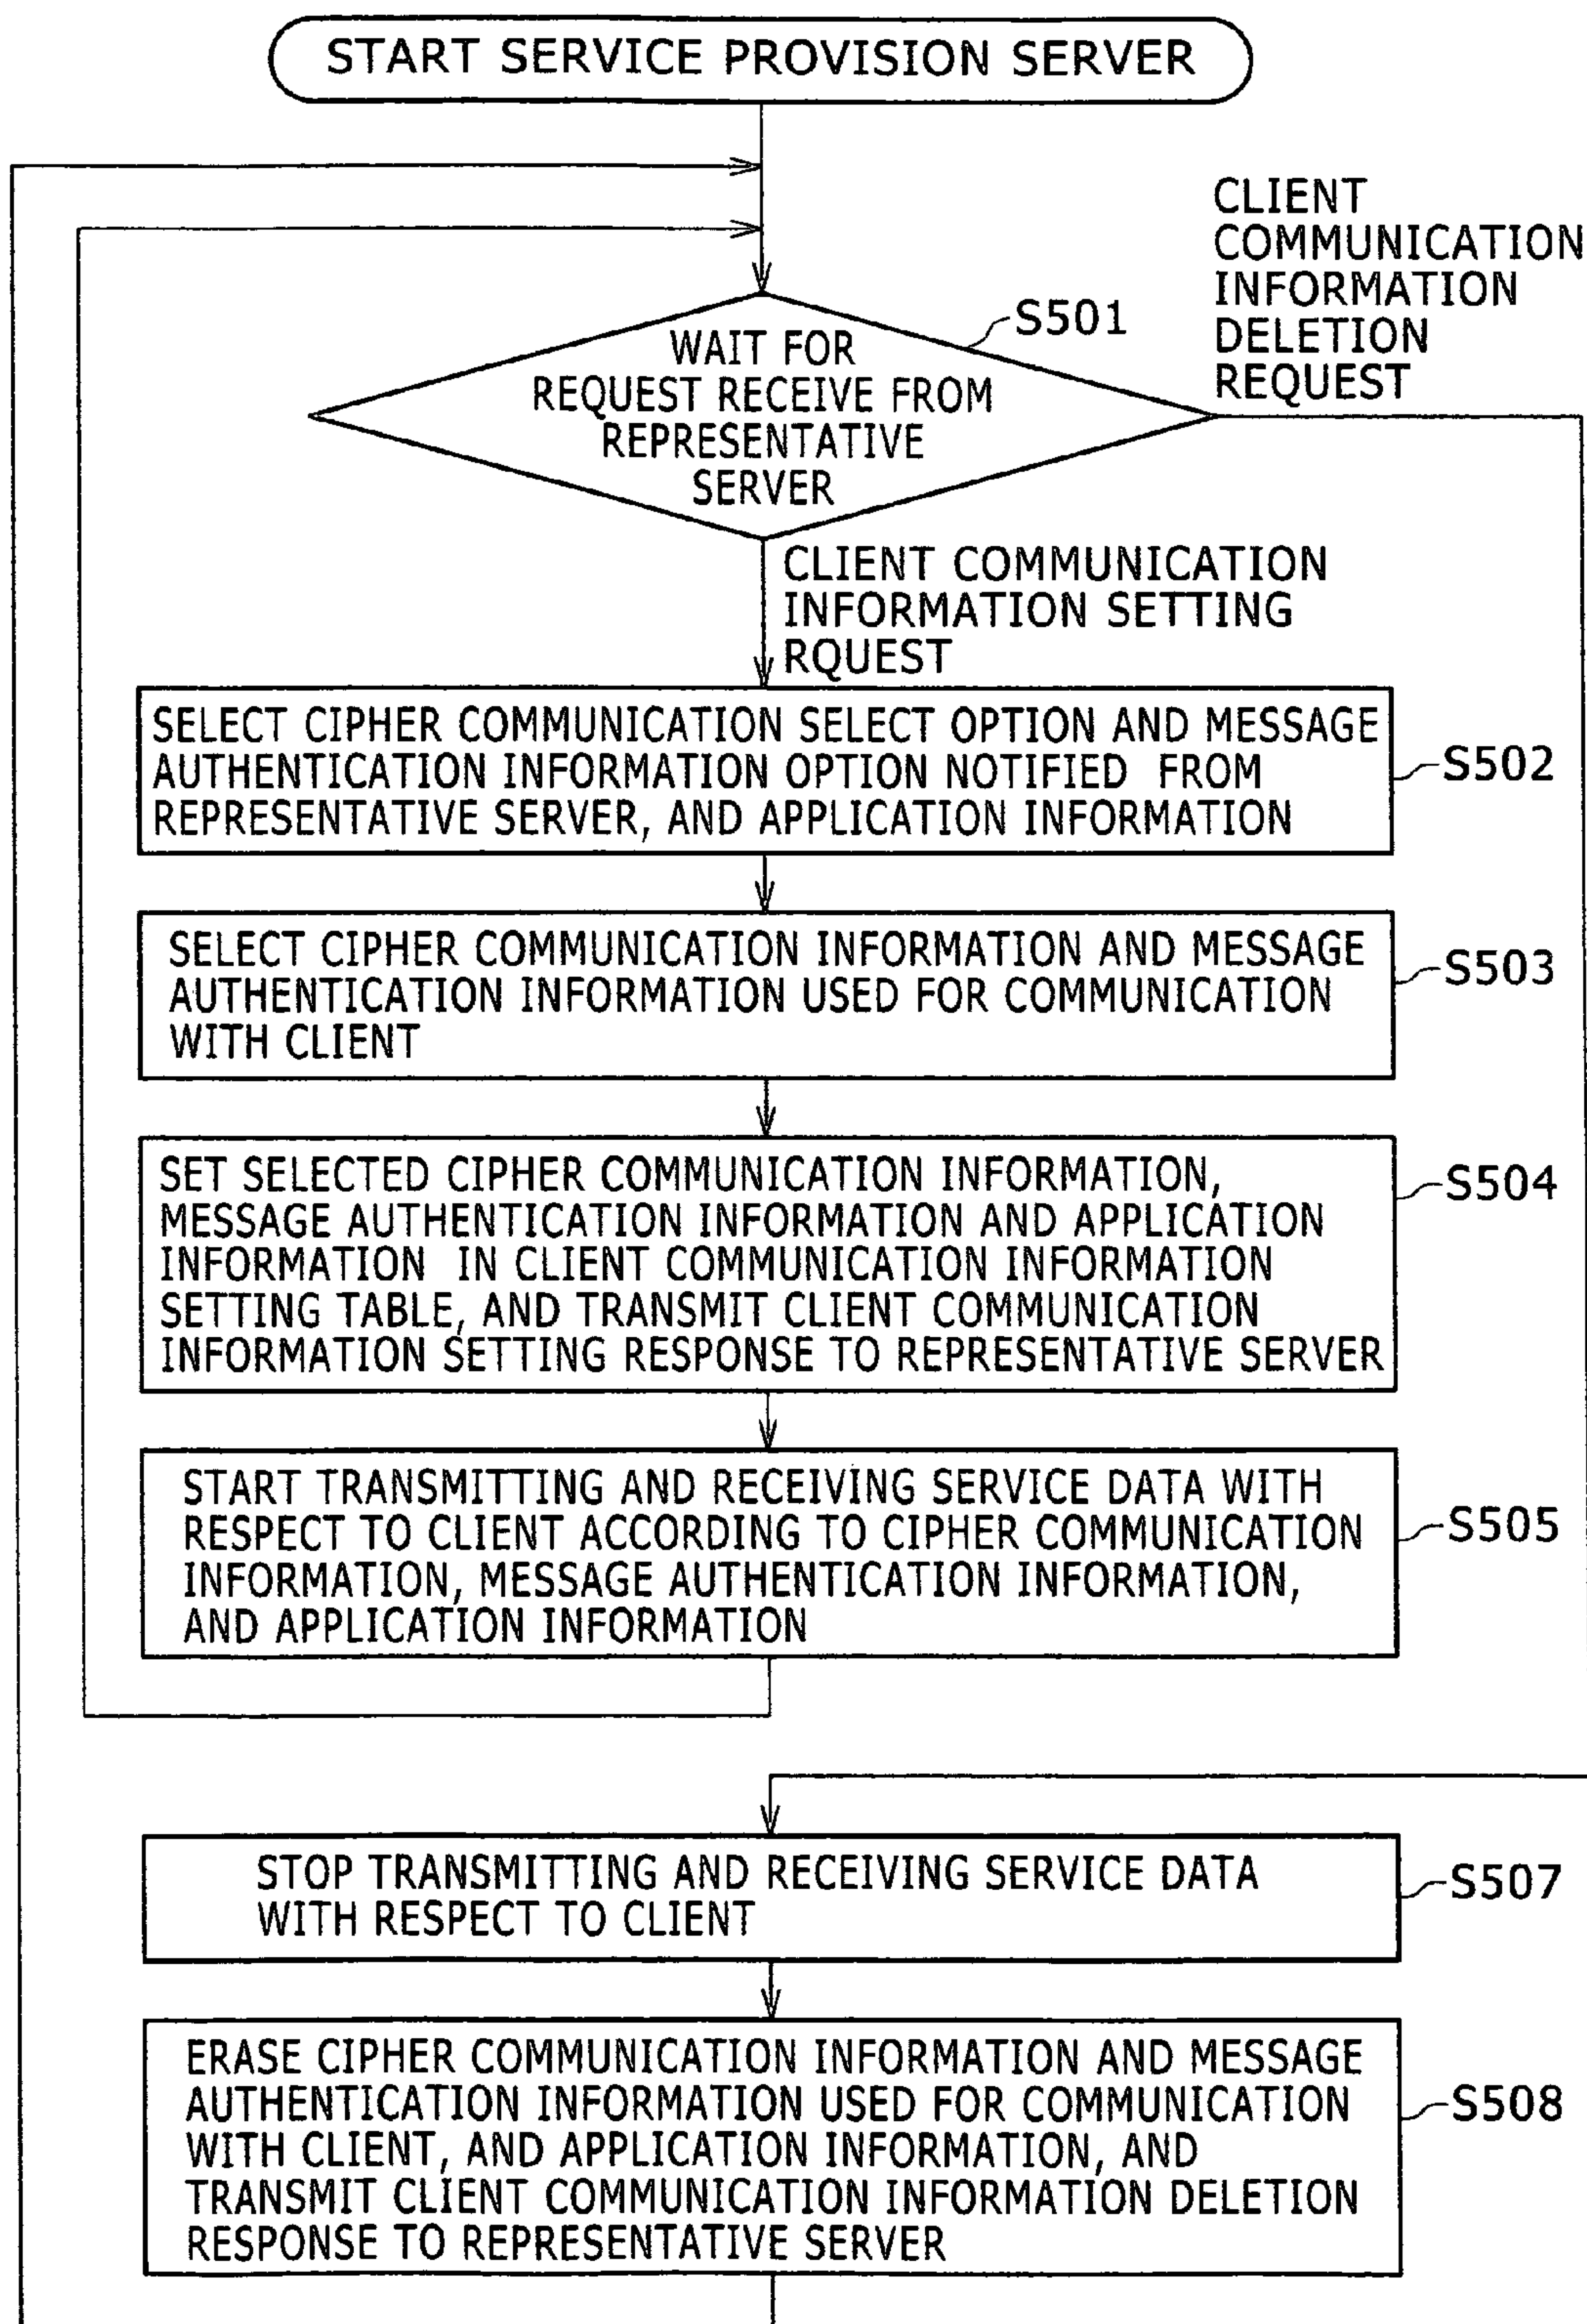 START SERVICE PROVISION SERVER
CLIENT
COMMUNICATION
INFORMATION
DELETION
REQUEST
S501
WAIT FOR
REQUEST RECEIVE FROM
REPRESENTATIVE
SERVER
CLIENT COMMUNICATION
INFORMATION SETTING
RQUEST
SELECT CIPHER COMMUNICATION SELECT OPTION AND MESSAGE
AUTHENTICATION INFORMATION OPTION NOTIFIED FROM
REPRESENTATIVE SERVER, AND APPLICATION INFORMATION
S502
SELECT CIPHER COMMUNICATION INFORMATION AND MESSAGE
AUTHENTICATION INFORMATION USED FOR COMMUNICATION
WITH CLIENT
S503
SET SELECTED CIPHER COMMUNICATION INFORMATION,
MESSAGE AUTHENTICATION INFORMATION AND APPLICATION
INFORMATION IN CLIENT COMMUNICATION INFORMATION
SETTING TABLE, AND TRANSMIT CLIENT COMMUNICATION
INFORMATION SETTING RESPONSE TO REPRESENTATIVE SERVER
S504
START TRANSMITTING AND RECEIVING SERVICE DATA WITH
RESPECT TO CLIENT ACCORDING TO CIPHER COMMUNICATION
INFORMATION, MESSAGE AUTHENTICATION INFORMATION,
AND APPLICATION INFORMATION
S505
STOP TRANSMITTING AND RECEIVING SERVICE DATA
WITH RESPECT TO CLIENT
S507
ERASE CIPHER COMMUNICATION INFORMATION AND MESSAGE
AUTHENTICATION INFORMATION USED FOR COMMUNICATION
WITH CLIENT, AND APPLICATION INFORMATION, AND
TRANSMIT CLIENT COMMUNICATION INFORMATION DELETION
RESPONSE TO REPRESENTATIVE SERVER
S508